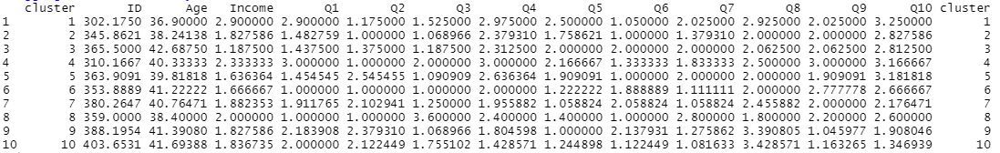 cluster ID Age Income Q1 Q2 Q3 Q4 Q5 Q6 Q7 Q8 Q9 Q10 cluster
1 1 302.1750 36.90000 2.900000 2.900000 1.175000 1.525000 2.975000 2.500000 1.050000 2.025000 2.925000 2.025000 3.250000 1
2 2 345.8621 38.24138 1.827586 1.482759 1.000000 1.068966 2.379310 1.758621 1.000000 1.379310 2.000000 2.000000 2.827586 2
3 3 365.5000 42.68750 1.187500 1.437500 1.375000 1.187500 2.312500 2.000000 2.000000 2.000000 2.062500 2.062500 2.812500 3
4 4 310.1667 40.33333 2.333333 3.000000 1.000000 2.000000 3.000000 2.166667 1.333333 1.833333 2.500000 3.000000 3.166667 4
5 5 363.9091 39.81818 1.636364 1.454545 2.545455 1.090909 2.636364 1.909091 1.000000 2.000000 2.000000 1.909091 3.181818 5
6 6 353.8889 41.22222 1.666667 1.000000 1.000000 1.000000 2.000000 1.222222 1.888889 1.111111 2.000000 2.777778 2.666667 6
7 7 380.2647 40.76471 1.882353 1.911765 2.102941 1.250000 1.955882 1.058824 2.058824 1.058824 2.455882 2.000000 2.176471 7
8 8 359.0000 38.40000 2.000000 1.000000 1.000000 3.600000 2.400000 1.400000 1.000000 2.800000 1.800000 2.200000 2.600000 8
9 9 388.1954 41.39080 1.827586 2.183908 2.379310 1.068966 1.804598 1.000000 2.137931 1.275862 3.390805 1.045977 1.908046 9
10 10 403.6531 41.69388 1.836735 2.000000 2.122449 1.755102 1.428571 1.244898 1.122449 1.081633 3.428571 1.163265 1.346939 10